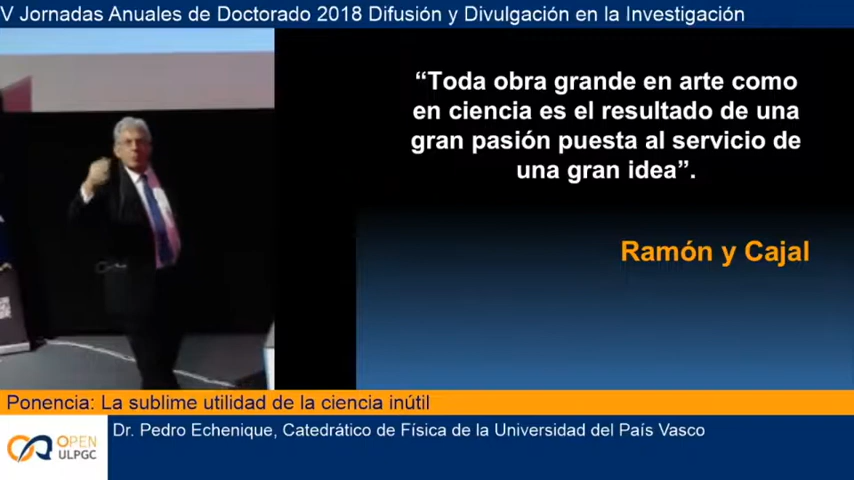 V Jornadas Anuales de Doctorado 2018 Difusión y Divulgación en la Investigación
“Toda obra grande en arte como
en ciencia es el resultado de una
gran pasión puesta al servicio de
una gran idea”.
Ramón y Cajal
Ponencia: La sublime utilidad de la ciencia inútil
Dr. Pedro Echenique, Catedrático de Física de la Universidad del País Vasco
OPEN
ULPGC